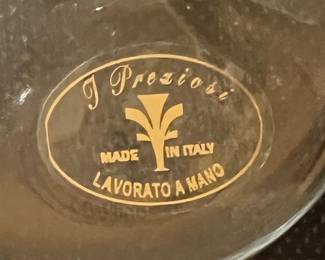 I Preziosi
MADE IN ITALY
LAVORATO A MANO